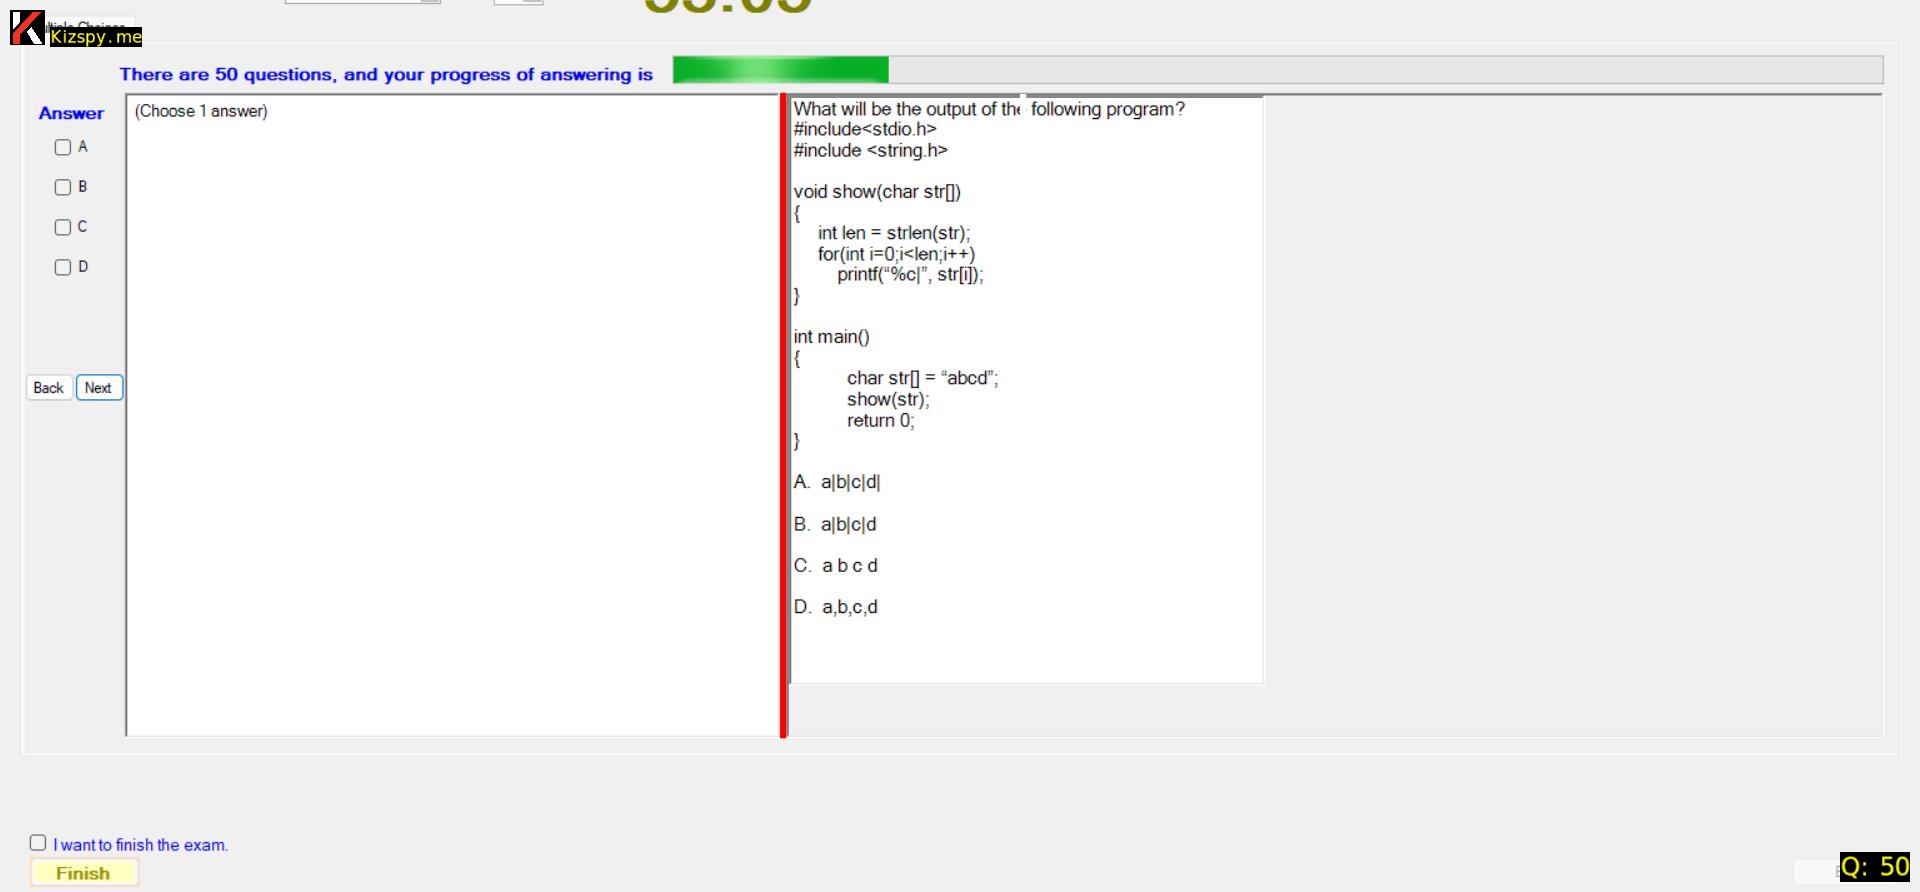 Kizspy.me
There are 50 questions, and your progress of answering is
Answer
A
B
C
D
Back
Next
(Choose 1 answer)
What will be the output of the following program?
#include<stdio.h>
#include <string.h>
void show(char str[])
{
int len = strlen(str);
for(int i=0;i<len;i++)
printf(“%c|”, str[i]);
}
int main()
{
char str[] = “abcd”;
show(str);
return 0;
}
A. a|b|c|d|
B. a|b|c|d
C. a b c d
D. a,b,c,d
I want to finish the exam.
Finish
Q: 50